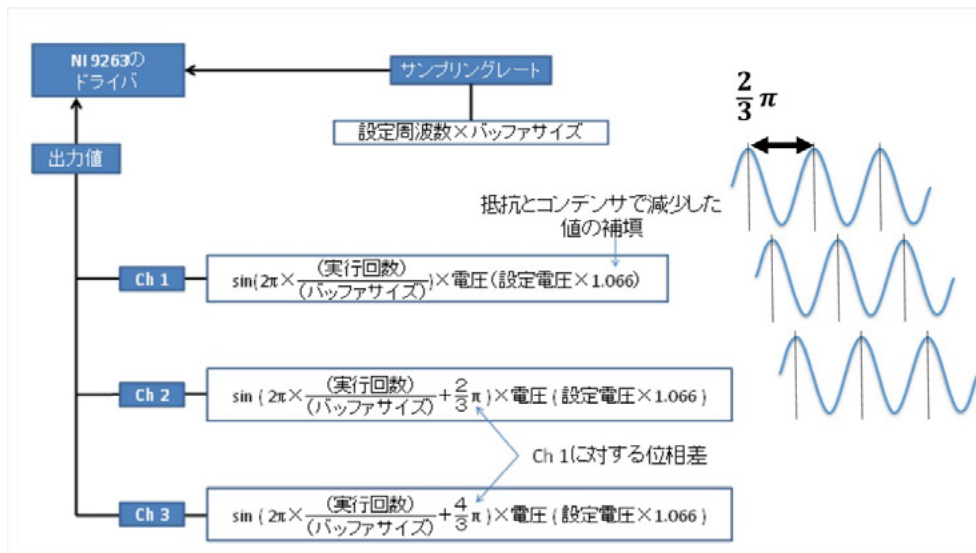 NI 9263の
ドライバ
サンプリングレート
設定周波数×バッファサイズ
2/3 π
出力値
抵抗とコンデンサで減少した
値の補填
Ch 1
sin(2π×(実行回数)/(バッファサイズ))×電圧(設定電圧×1.066)
Ch 2
sin ( 2π×(実行回数)/(バッファサイズ)+2/3π )×電圧 ( 設定電圧×1.066 )
Ch 1に対する位相差
Ch 3
sin ( 2π×(実行回数)/(バッファサイズ)+4/3π )×電圧 ( 設定電圧×1.066 )